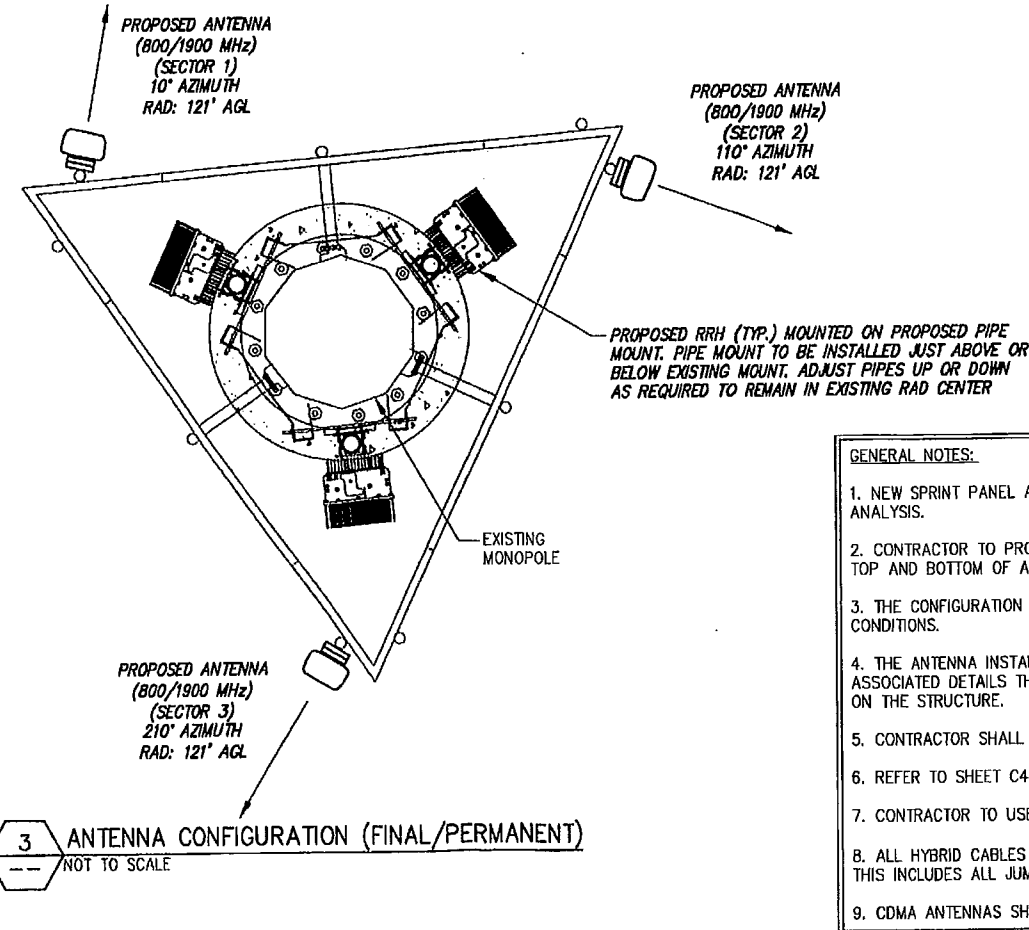 PROPOSED ANTENNA
(800/1900 MHz)
(SECTOR 1)
10° AZIMUTH
RAD: 121' AGL
PROPOSED ANTENNA
(800/1900 MHz)
(SECTOR 2)
110° AZIMUTH
RAD: 121' AGL
PROPOSED RRH (TYP.) MOUNTED ON PROPOSED PIPE
MOUNT. PIPE MOUNT TO BE INSTALLED JUST ABOVE OR
BELOW EXISTING MOUNT. ADJUST PIPES UP OR DOWN
AS REQUIRED TO REMAIN IN EXISTING RAD CENTER
EXISTING
MONOPOLE
PROPOSED ANTENNA
(800/1900 MHz)
(SECTOR 3)
210° AZIMUTH
RAD: 121' AGL
3
--
ANTENNA CONFIGURATION (FINAL/PERMANENT)
NOT TO SCALE
GENERAL NOTES:
1. NEW SPRINT PANEL A
ANALYSIS.
2. CONTRACTOR TO PRO
TOP AND BOTTOM OF A
3. THE CONFIGURATION
CONDITIONS.
4. THE ANTENNA INSTAL
ASSOCIATED DETAILS TH
ON THE STRUCTURE.
5. CONTRACTOR SHALL
6. REFER TO SHEET C4
7. CONTRACTOR TO USE
8. ALL HYBRID CABLES
THIS INCLUDES ALL JUM
9. CDMA ANTENNAS SH